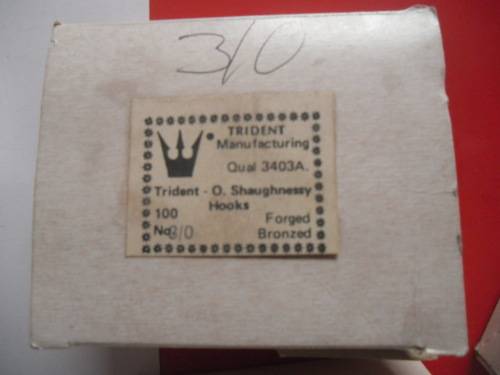 3/0
TRIDENT
Manufacturing
Qual 3403A.
Trident - O. Shaughnessy
Hooks
100
Forged
No 3/0
Bronzed